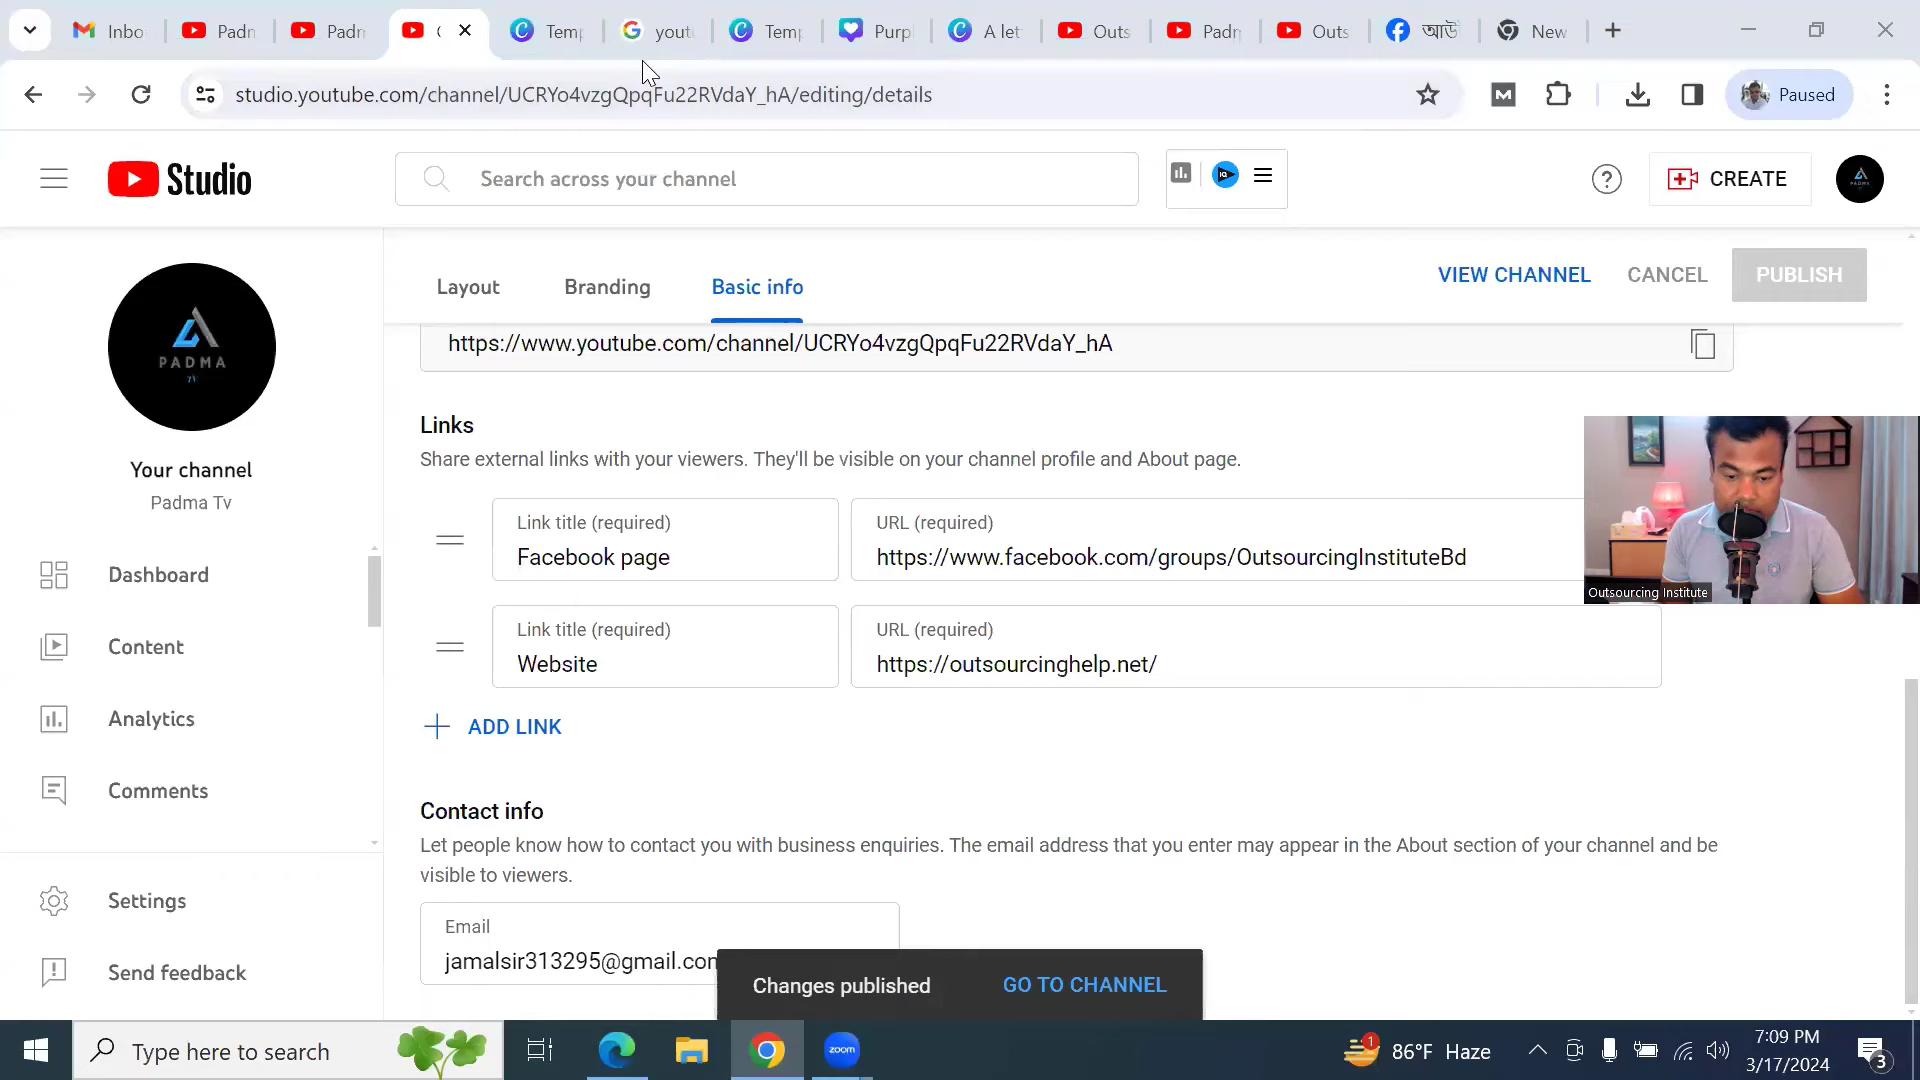 Inbo
Padn
Padn
Temp
yout
Temp
Purp
A let
Outs
Padn
Outs
New
studio.youtube.com/channel/UCRYo4vzgQpqFu22RVdaY_hA/editing/details
Paused
Studio
Search across your channel
CREATE
PADMA
Your channel
Padma Tv
Dashboard
Content
Analytics
Comments
Settings
Send feedback
Layout
Branding
Basic info
VIEW CHANNEL
CANCEL
PUBLISH
https://www.youtube.com/channel/UCRYo4vzgQpqFu22RVdaY_hA
Links
Share external links with your viewers. They'll be visible on your channel profile and About page.
Link title (required)
Facebook page
URL (required)
https://www.facebook.com/groups/OutsourcingInstituteBd
Link title (required)
Website
URL (required)
https://outsourcinghelp.net/
ADD LINK
Contact info
Let people know how to contact you with business enquiries. The email address that you enter may appear in the About section of your channel and be
visible to viewers.
Email
jamalsir313295@gmail.com
Changes published
GO TO CHANNEL
Outsourcing Institute
Type here to search
zoom
1
86°F Haze
7:09 PM
3/17/2024
3